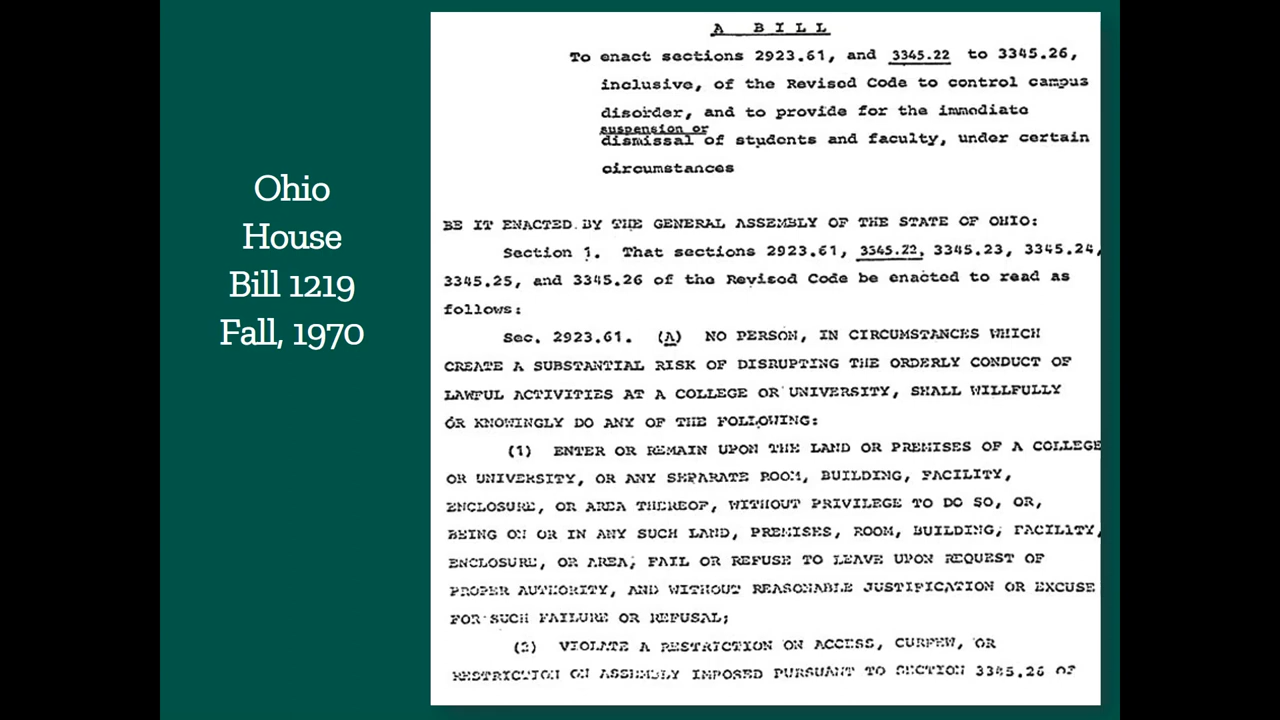 Ohio
House
Bill 1219
Fall, 1970
A BILL
To enact sections 2923.61, and 3345.22 to 3345.26,
inclusive, of the Revised Code to control campus
disorder, and to provide for the immediate
suspension or
dismissal of students and faculty, under certain
circumstances
BE IT ENACTED BY THE GENERAL ASSEMBLY OF THE STATE OF OHIO:
Section 1. That sections 2923.61, 3345.22, 3345.23, 3345.24,
3345.25, and 3345.26 of the Revised Code be enacted to read as
follows:
Sec. 2923.61. (A) NO PERSON, IN CIRCUMSTANCES WHICH
CREATE A SUBSTANTIAL RISK OF DISRUPTING THE ORDERLY CONDUCT OF
LAWFUL ACTIVITIES AT A COLLEGE OR UNIVERSITY, SHALL WILLFULLY
OR KNOWINGLY DO ANY OF THE FOLLOWING:
(1) ENTER OR REMAIN UPON THE LAND OR PREMISES OF A COLLEGE
OR UNIVERSITY, OR ANY SEPARATE ROOM, BUILDING, FACILITY,
ENCLOSURE, OR AREA THEREOF, WITHOUT PRIVILEGE TO DO SO, OR,
BEING ON OR IN ANY SUCH LAND, PREMISES, ROOM, BUILDING, FACILITY,
ENCLOSURE, OR AREA, FAIL OR REFUSE TO LEAVE UPON REQUEST OF
PROPER AUTHORITY, AND WITHOUT REASONABLE JUSTIFICATION OR EXCUSE
FOR SUCH FAILURE OR REFUSAL;
(2) VIOLATE A RESTRICTION ON ACCESS, CURFEW, OR
RESTRICTION ON ASSEMBLY IMPOSED PURSUANT TO SECTION 3345.26 OF